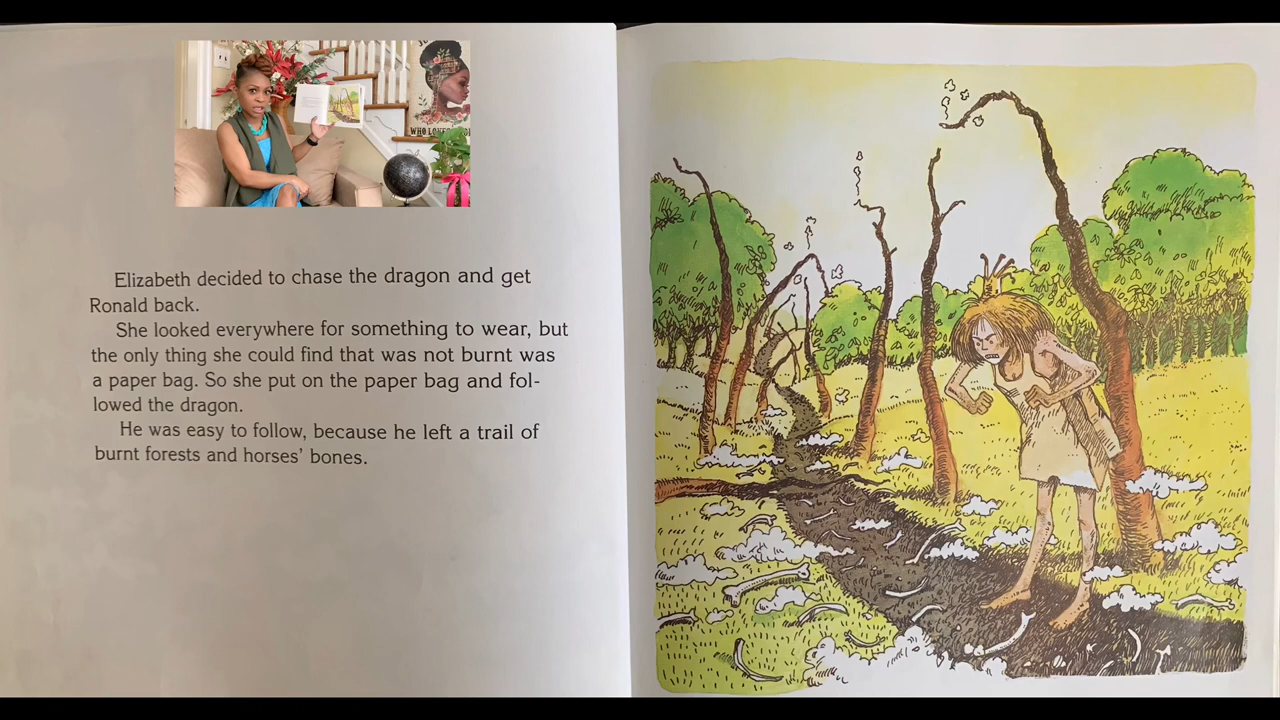 WHO LOVE
Elizabeth decided to chase the dragon and get
Ronald back.
She looked everywhere for something to wear, but
the only thing she could find that was not burnt was
a paper bag. So she put on the paper bag and fol-
lowed the dragon.
He was easy to follow, because he left a trail of
burnt forests and horses' bones.